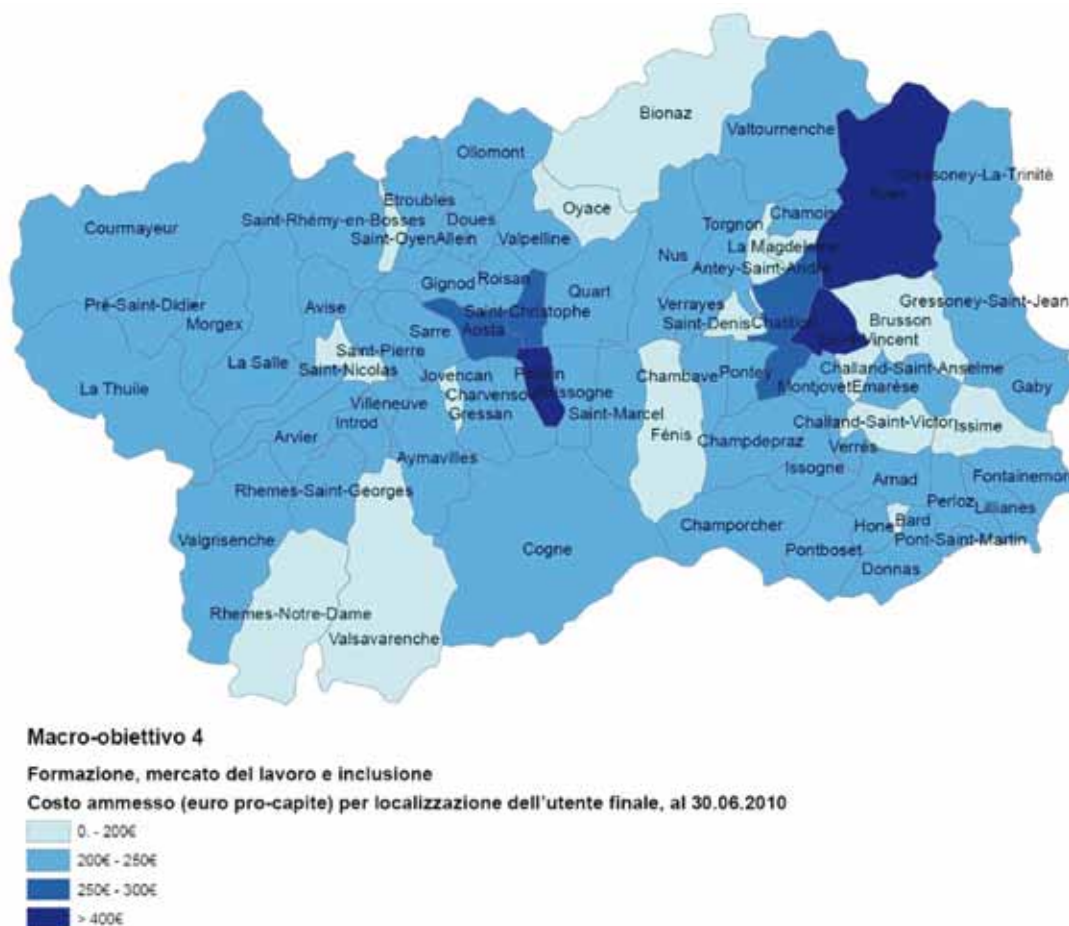 Bionaz
Valtournenche
Ollomont
Gressoney-La-Trinité
Etroubles
Oyace
Chamois
Courmayeur
Saint-Rhémy-en-Bosses
Doues
Torgnon
Saint-Oyen
Allein
Valpelline
La Magdeleine
Nus
Antey-Saint-André
Gignod
Roisan
Quart
Pré-Saint-Didier
Avise
Saint-Christophe
Verrayes
Gressoney-Saint-Jean
Morgex
Sarre
Aosta
Saint-Denis
Chatillon
Brusson
Saint-Pierre
Vincent
La Salle
Saint-Nicolas
Jovencan
Chambave
Pontey
Challand-Saint-Anselme
La Thuile
Charvensod
Montjovet
Emarèse
Gaby
Villeneuve
Gressan
Saint-Marcel
Introd
Challand-Saint-Victor
Issime
Arvier
Fénis
Champdepraz
Verrès
Aymavilles
Issogne
Rhemes-Saint-Georges
Arnad
Fontainemor
Perloz
Lillianes
Valgrisenche
Champorcher
Hone
Bard
Cogne
Pontboset
Pont-Saint-Martin
Donnas
Rhemes-Notre-Dame
Valsavarenche
Macro-obiettivo 4
Formazione, mercato del lavoro e inclusione
Costo ammesso (euro pro-capite) per localizzazione dell'utente finale, al 30.06.2010
0. - 200€
200€ - 250€
250€ - 300€
> 400€